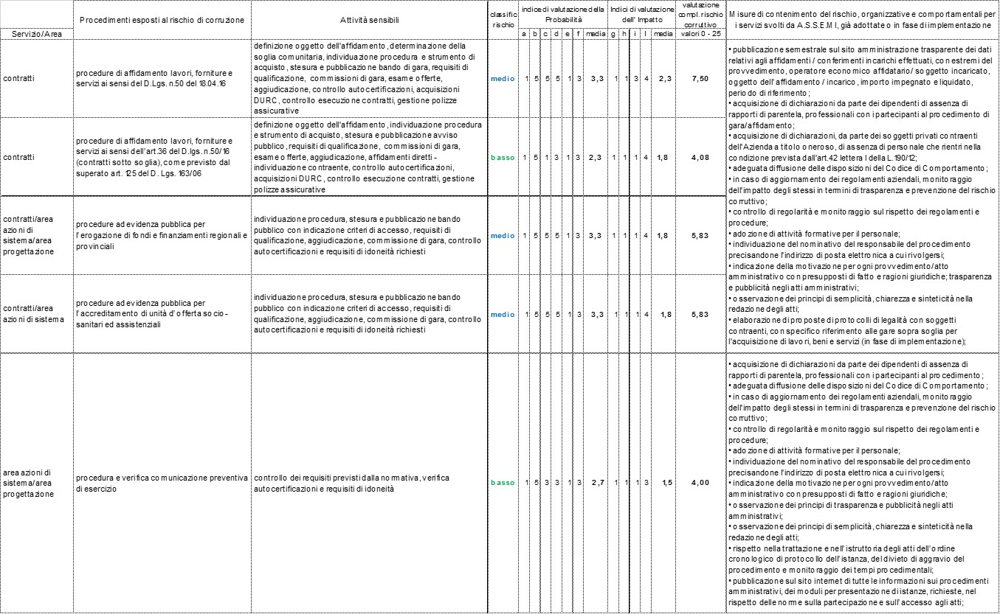 Servizio/Area
Procedimenti esposti al rischio di corruzione
Attività sensibili
classific
rischio
indice di valutazione della
Probabilità
a b c d e f media
Indici di valutazione
dell' Impatto
g h i l media
valutazione
compl. rischio
corruttivo
valori 0 - 25
Misure di contenimento del rischio, organizzative e comportamentali per
i servizi svolti da A.S.S.E.M.I, già adottate o in fase di implementazione
contratti
procedure di affidamento lavori, forniture e
servizi ai sensi del D.Lgs. n.50 del 18.04.16
definizione oggetto dell'affidamento, determinazione della
soglia comunitaria, individuazione procedura e strumento di
acquisto, stesura e pubblicazione bando di gara, requisiti di
qualificazione, commissioni di gara, esame offerte,
aggiudicazione, controllo autocertificazioni, acquisizioni
DURC, controllo esecuzione contratti, gestione polizze
assicurative
medio 1 5 5 5 1 3 3,3 1 1 3 4 2,3 7,50
contratti
procedure di affidamento lavori, forniture e
servizi ai sensi dell'art.36 del D.lgs. n.50/16
(contratti sotto soglia), come previsto dal
superato art. 125 del D. Lgs. 163/06
definizione oggetto dell'affidamento, individuazione procedura
e strumento di acquisto, stesura e pubblicazione avviso
pubblico, requisiti di qualificazione, commissioni di gara,
esame offerte, aggiudicazione, affidamenti diretti -
individuazione contraente, controllo autocertificazioni,
acquisizioni DURC, controllo esecuzione contratti, gestione
polizze assicurative
basso 1 5 1 3 1 3 2,3 1 1 1 4 1,8 4,08
contratti/area
azioni di
sistema/area
progettazione
procedure ad evidenza pubblica per
l'erogazione di fondi e finanziamenti regionali e
provinciali
individuazione procedura, stesura e pubblicazione bando
pubblico con indicazione criteri di accesso, requisiti di
qualificazione, aggiudicazione, commissione di gara, controllo
autocertificazioni e requisiti di idoneità richiesti
medio 1 5 5 5 1 3 3,3 1 1 1 4 1,8 5,83
contratti/area
azioni di sistema
procedure ad evidenza pubblica per
l'accreditamento di unità d'offerta socio-
sanitari ed assistenziali
individuazione procedura, stesura e pubblicazione bando
pubblico con indicazione criteri di accesso, requisiti di
qualificazione, aggiudicazione, commissione di gara, controllo
autocertificazioni e requisiti di idoneità richiesti
medio 1 5 5 5 1 3 3,3 1 1 1 4 1,8 5,83
• pubblicazione semestrale sul sito amministrazione trasparente dei dati
relativi agli affidamenti / conferimenti incarichi effettuati, con estremi del
provvedimento, operatore economico affidatario/ soggetto incaricato,
oggetto dell'affidamento / incarico, importo impegnato e liquidato,
periodo di riferimento;
• acquisizione di dichiarazioni da parte dei dipendenti di assenza di
rapporti di parentela, professionali con i partecipanti al procedimento di
gara/affidamento;
• acquisizione di dichiarazioni, da parte dei soggetti privati contraenti
dell'Azienda a titolo oneroso, di assenza di personale che rientri nella
condizione prevista dall'art.42 lettera l della L.190/12;
• adeguata diffusione delle disposizioni del Codice di Comportamento;
• in caso di aggiornamento dei regolamenti aziendali, monitoraggio
dell'impatto degli stessi in termini di trasparenza e prevenzione del rischio
corruttivo;
• controllo di regolarità e monitoraggio sul rispetto dei regolamenti e
procedure;
• adozione di attività formative per il personale;
• individuazione del nominativo del responsabile del procedimento
precisandone l'indirizzo di posta elettronica a cui rivolgersi;
• indicazione della motivazione per ogni provvedimento/atto
amministrativo con presupposti di fatto e ragioni giuridiche; trasparenza
e pubblicità negli atti amministrativi;
• osservazione dei principi di semplicità, chiarezza e sinteticità nella
redazione degli atti;
• elaborazione di proposte di protocolli di legalità con soggetti
contraenti, con specifico riferimento alle gare sopra soglia per
l'acquisizione di lavori, beni e servizi (in fase di implementazione);
area azioni di
sistema/area
progettazione
procedura e verifica comunicazione preventiva
di esercizio
controllo dei requisiti previsti dalla normativa, verifica
autocertificazioni e requisiti di idoneità
basso 1 5 3 3 1 3 2,7 1 1 1 3 1,5 4,00
• acquisizione di dichiarazioni da parte dei dipendenti di assenza di
rapporti di parentela, professionali con i partecipanti al procedimento;
• adeguata diffusione delle disposizioni del Codice di Comportamento;
• in caso di aggiornamento dei regolamenti aziendali, monitoraggio
dell'impatto degli stessi in termini di trasparenza e prevenzione del rischio
corruttivo;
• controllo di regolarità e monitoraggio sul rispetto dei regolamenti e
procedure;
• adozione di attività formative per il personale;
• individuazione del nominativo del responsabile del procedimento
precisandone l'indirizzo di posta elettronica a cui rivolgersi;
• indicazione della motivazione per ogni provvedimento/atto
amministrativo con presupposti di fatto e ragioni giuridiche;
• osservazione dei principi di trasparenza e pubblicità negli atti
amministrativi;
• osservazione dei principi di semplicità, chiarezza e sinteticità nella
redazione degli atti;
• rispetto nella trattazione e nell'istruttoria degli atti dell'ordine
cronologico di protocollo dell'istanza, del divieto di aggravio del
procedimento e monitoraggio dei tempi procedimentali;
• pubblicazione sul sito internet di tutte le informazioni sui procedimenti
amministrativi, dei moduli per presentazione di istanze, richieste, nel
rispetto delle norme sulla partecipazione e sull'accesso agli atti;